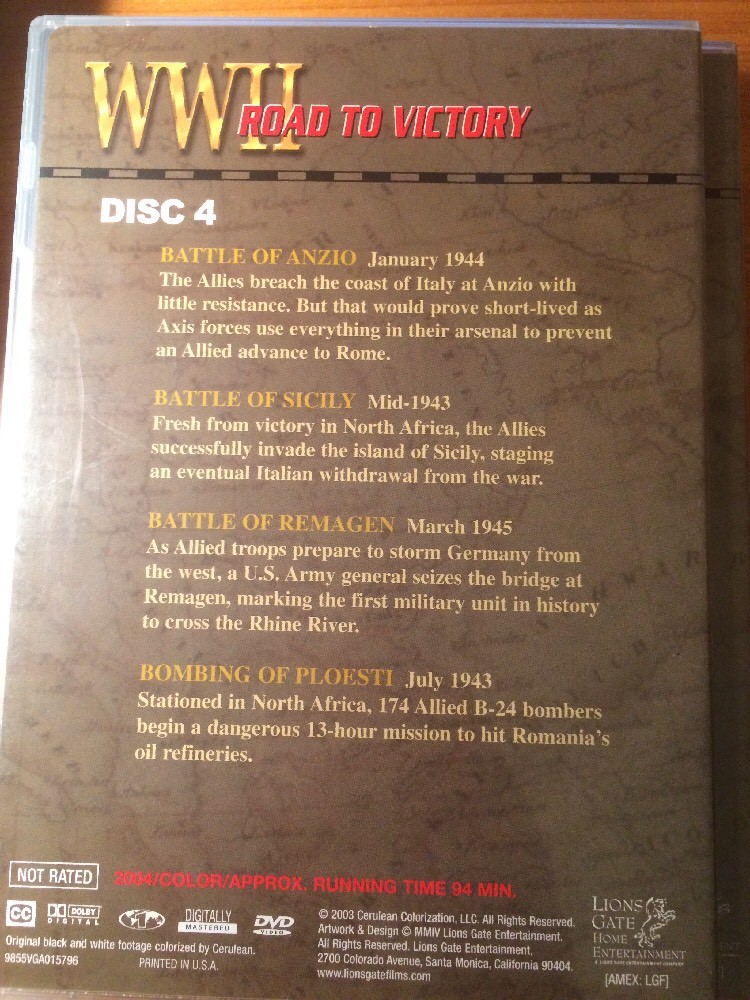 WWII
ROAD TO VICTORY
DISC 4
BATTLE OF ANZIO January 1944
The Allies breach the coast of Italy at Anzio with
little resistance. But that would prove short-lived as
Axis forces use everything in their arsenal to prevent
an Allied advance to Rome.
BATTLE OF SICILY Mid-1943
Fresh from victory in North Africa, the Allies
successfully invade the island of Sicily, staging
an eventual Italian withdrawal from the war.
BATTLE OF REMAGEN March 1945
As Allied troops prepare to storm Germany from
the west, a U.S. Army general seizes the bridge at
Remagen, marking the first military unit in history
to cross the Rhine River.
BOMBING OF PLOESTI July 1943
Stationed in North Africa, 174 Allied B-24 bombers
begin a dangerous 13-hour mission to hit Romania's
oil refineries.
NOT RATED
2004/COLOR/APPROX. RUNNING TIME 94 MIN.
CC
DOLBY
DIGITAL
DIGITALLY
MASTERED
DVD
VIDEO
Original black and white footage colorized by Cerulean.
9855VGA015796
PRINTED IN U.S.A.
© 2003 Cerulean Colorization, LLC. All Rights Reserved.
Artwork & Design © MMIV Lions Gate Entertainment.
All Rights Reserved. Lions Gate Entertainment,
2700 Colorado Avenue, Santa Monica, California 90404.
www.lionsgatefilms.com
LIONS
GATE
HOME
ENTERTAINMENT
A LIONS GATE ENTERTAINMENT COMPANY
[AMEX: LGF]